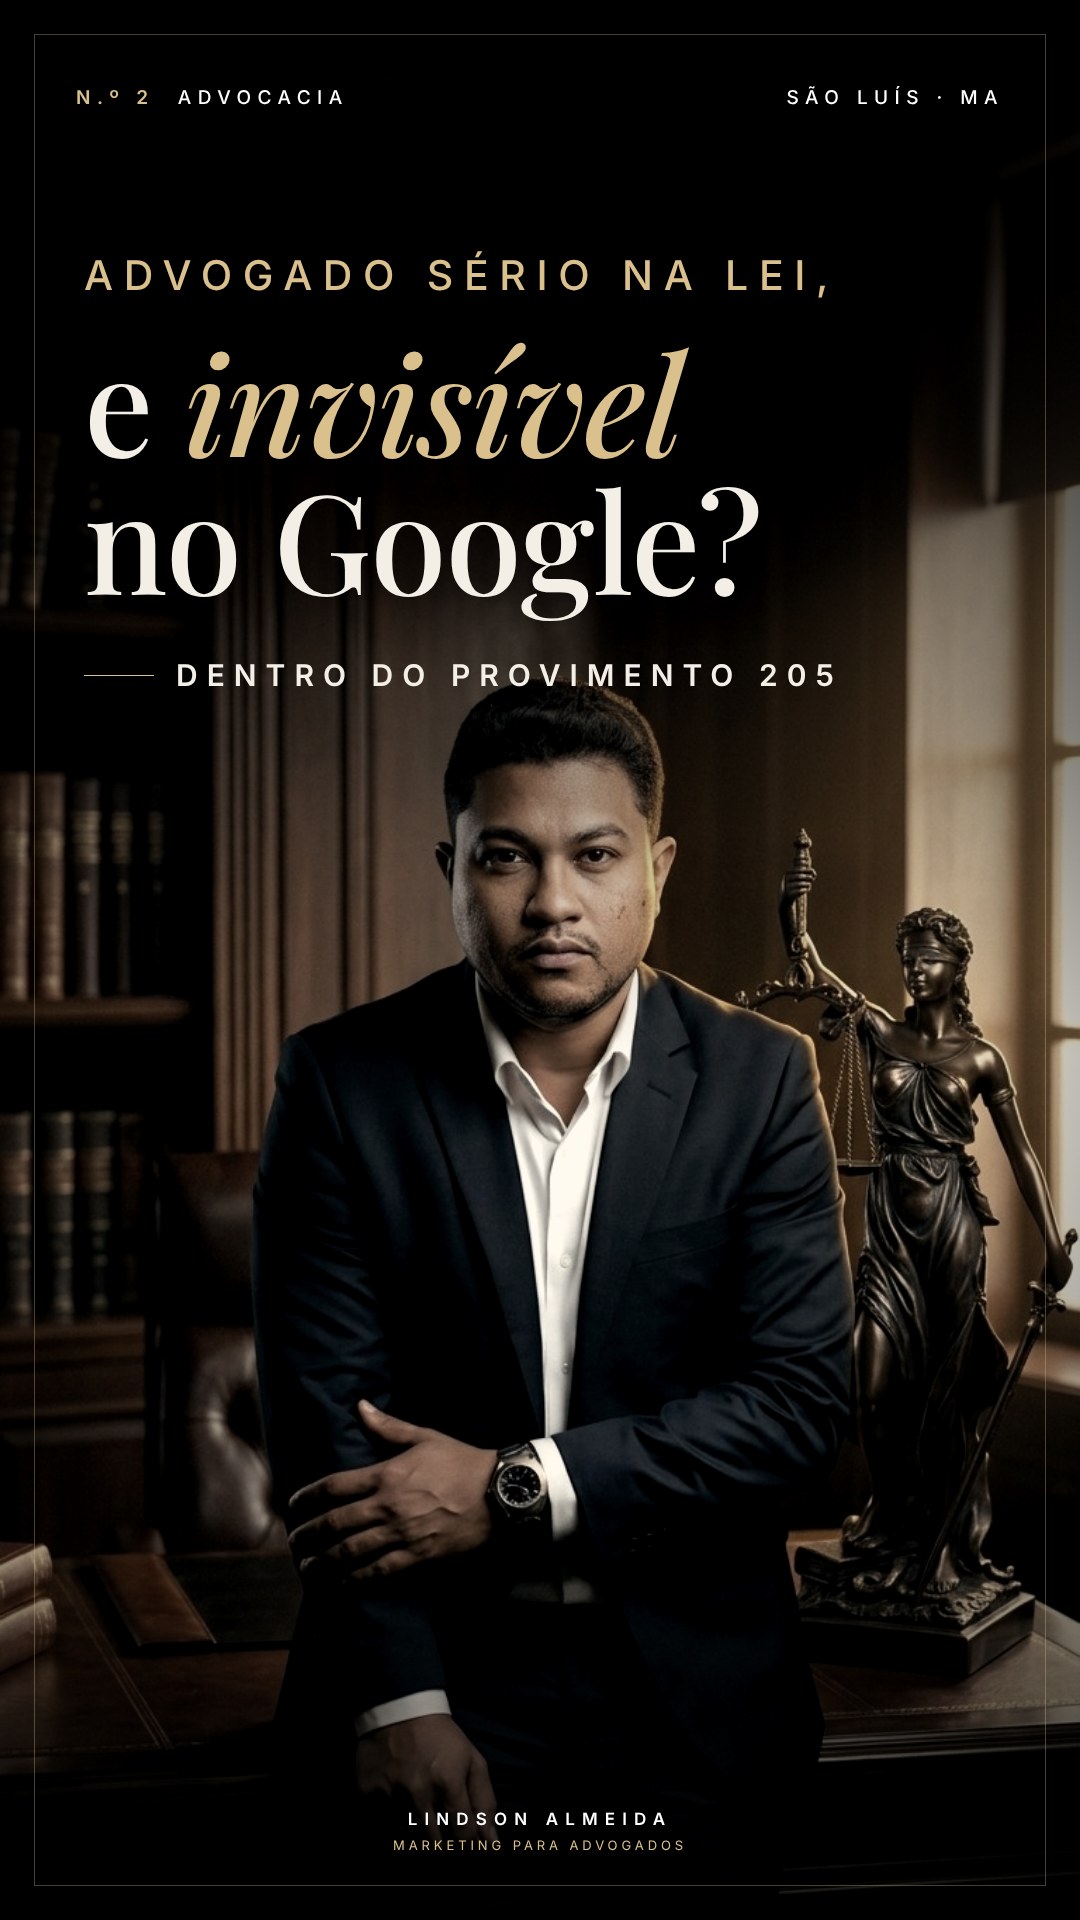 N.º 2 ADVOCACIA
SÃO LUÍS · MA
ADVOGADO SÉRIO NA LEI,
e invisível
no Google?
DENTRO DO PROVIMENTO 205
LINDSON ALMEIDA
MARKETING PARA ADVOGADOS